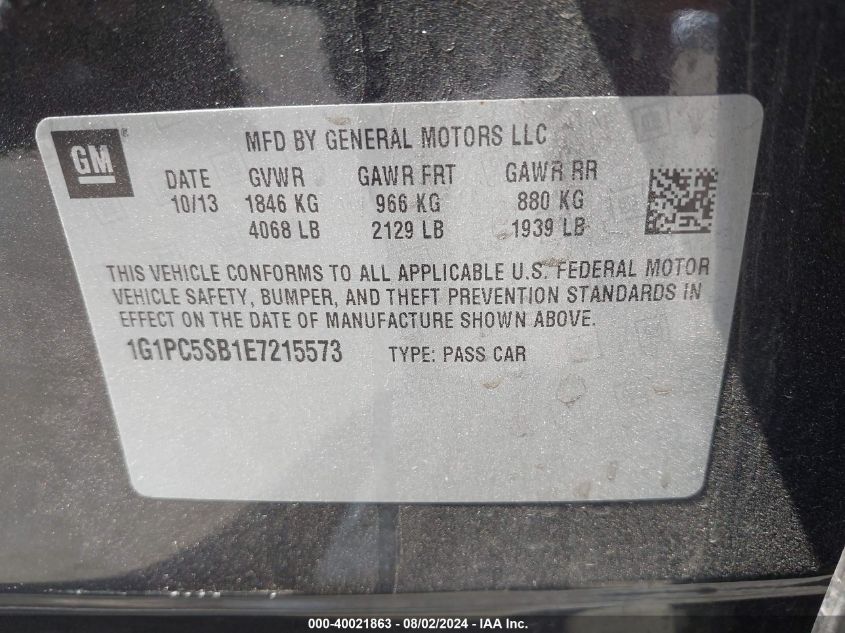 GM ®
MFD BY GENERAL MOTORS LLC
DATE GVWR GAWR FRT GAWR RR
10/13 1846 KG 966 KG 880 KG
4068 LB 2129 LB 1939 LB
THIS VEHICLE CONFORMS TO ALL APPLICABLE U.S. FEDERAL MOTOR
VEHICLE SAFETY, BUMPER, AND THEFT PREVENTION STANDARDS IN
EFFECT ON THE DATE OF MANUFACTURE SHOWN ABOVE.
1G1PC5SB1E7215573 TYPE: PASS CAR
000-40021863 - 08/02/2024 - IAA Inc.